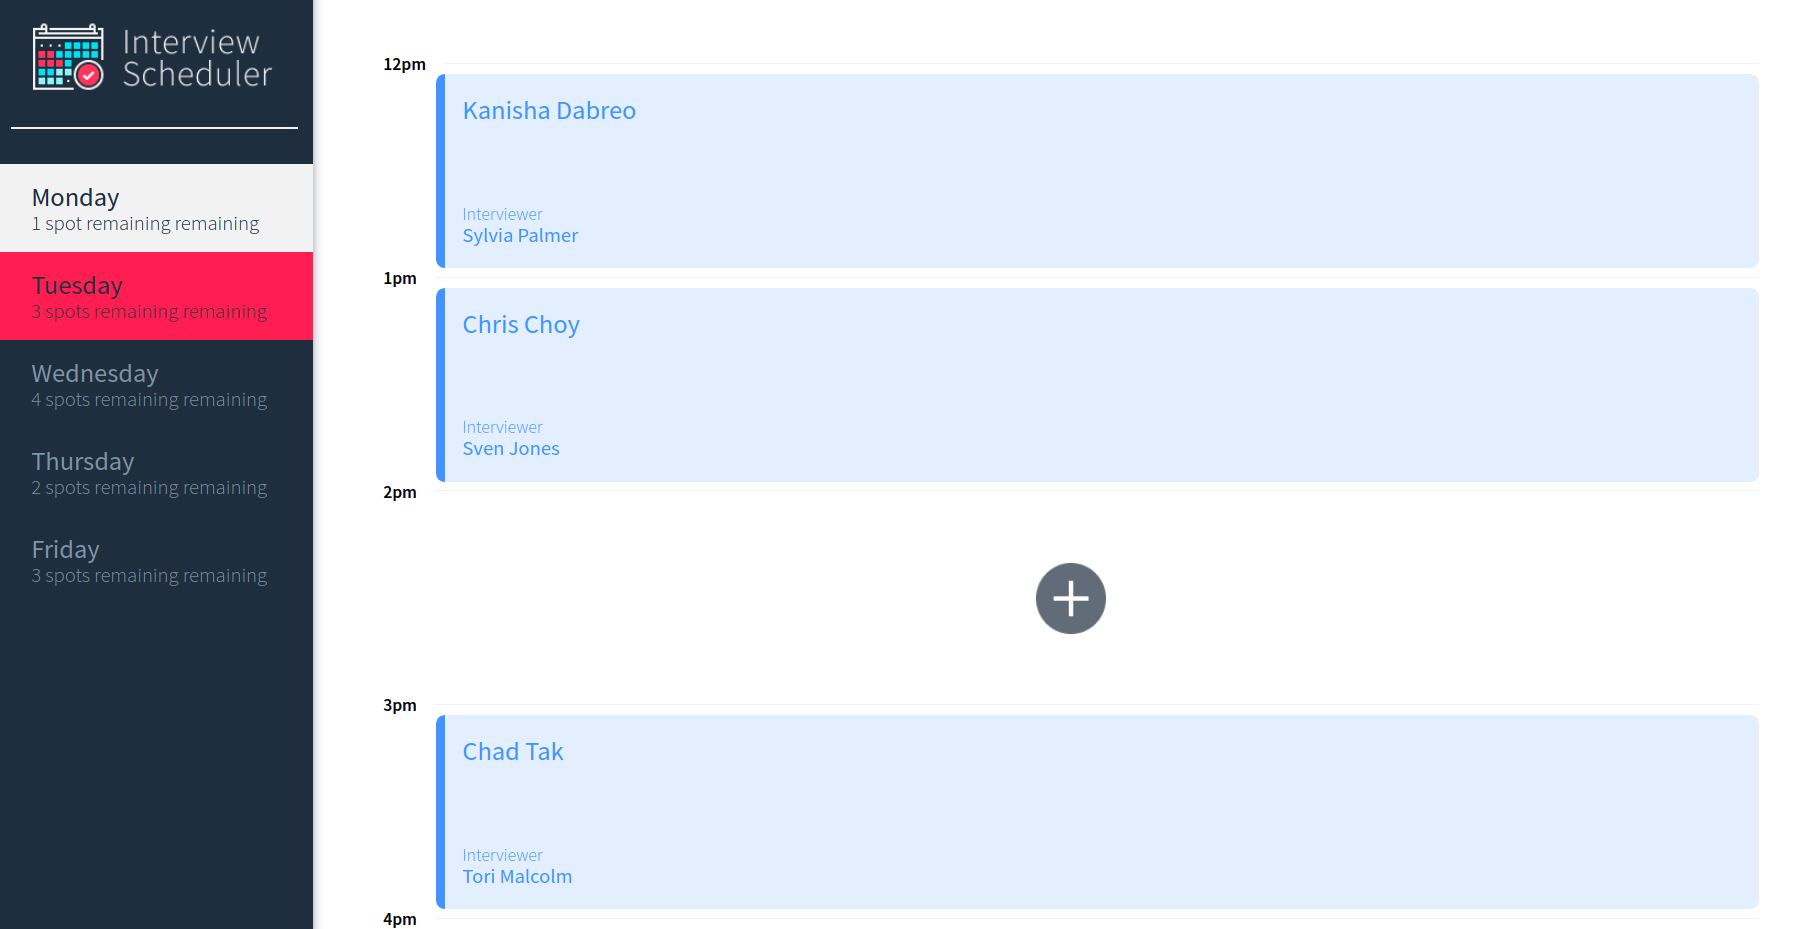 Interview
Scheduler
Monday
1 spot remaining remaining
Tuesday
3 spots remaining remaining
Wednesday
4 spots remaining remaining
Thursday
2 spots remaining remaining
Friday
3 spots remaining remaining
12pm
Kanisha Dabreo
Interviewer
Sylvia Palmer
1pm
Chris Choy
Interviewer
Sven Jones
2pm
3pm
Chad Tak
Interviewer
Tori Malcolm
4pm